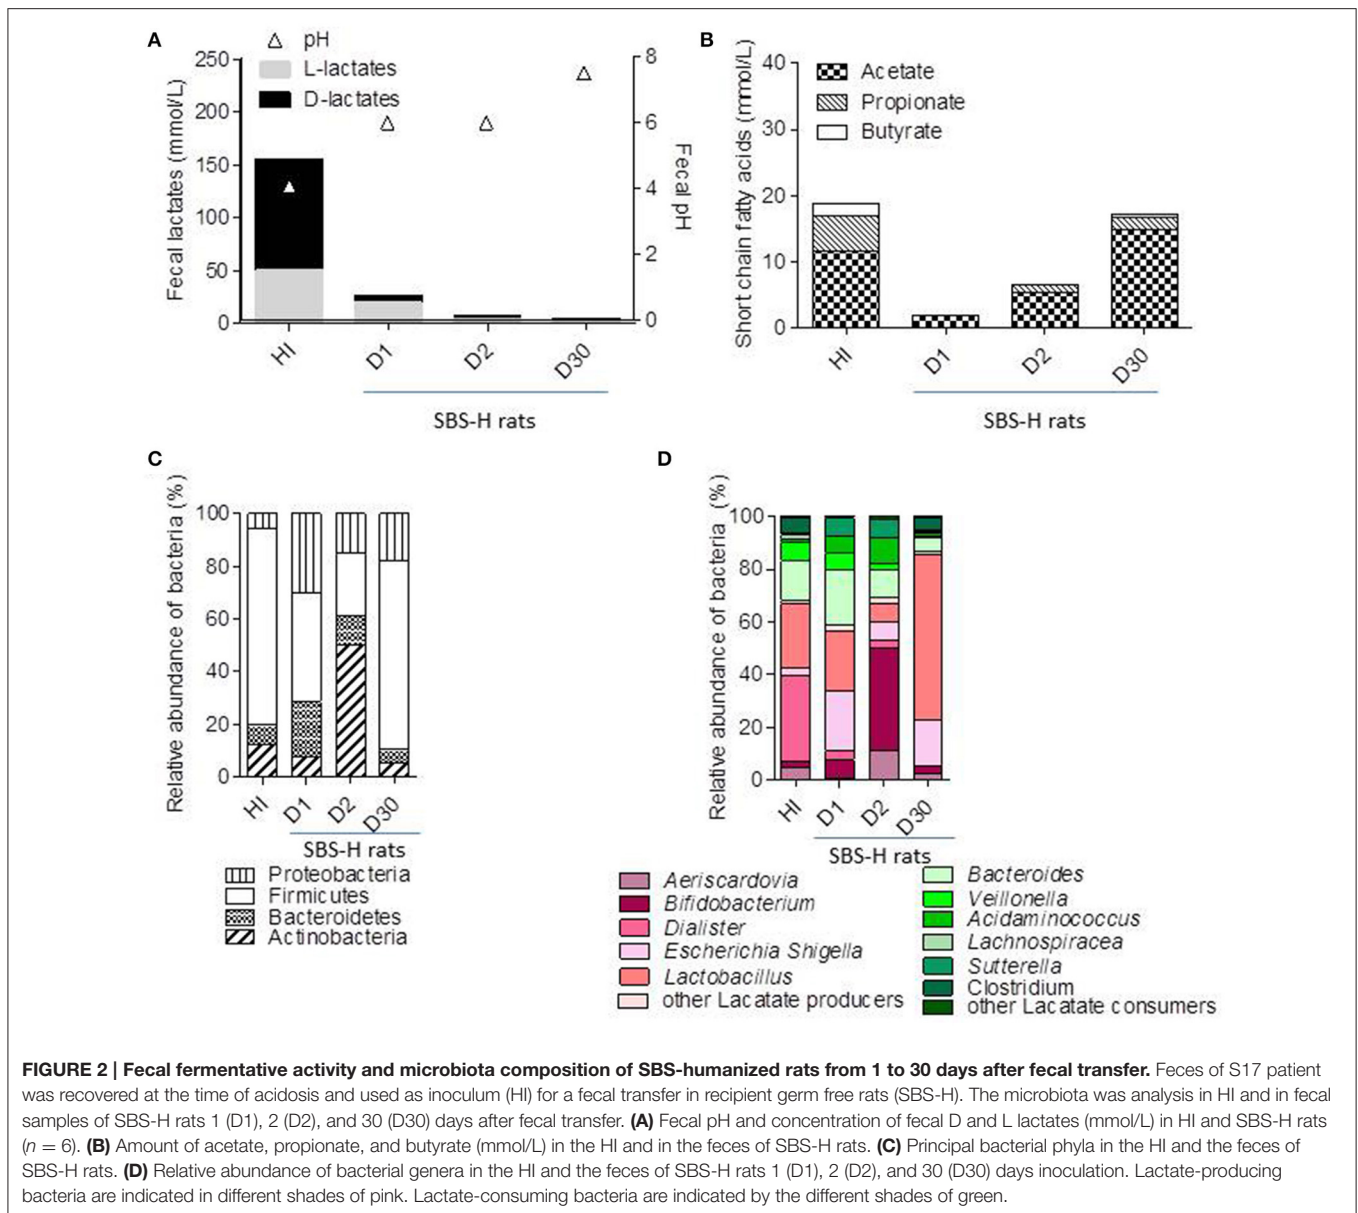 A
pH
L-lactates
D-lactates
Fecal lactates (mmol/L)
250
200
150
100
50
0
8
6
4
2
0
Fecal pH
HI
D1
D2
D30
SBS-H rats
B
Acetate
Propionate
Butyrate
Short chain fatty acids (mmol/L)
40
30
20
10
0
HI
D1
D2
D30
SBS-H rats
C
Relative abundance of bacteria (%)
100
80
60
40
20
0
HI
D1
D2
D30
SBS-H rats
Proteobacteria
Firmicutes
Bacteroidetes
Actinobacteria
D
Relative abundance of bacteria (%)
100
80
60
40
20
0
HI
D1
D2
D30
SBS-H rats
Aeriscardovia
Bifidobacterium
Dialister
Escherichia Shigella
Lactobacillus
other Lacatate producers
Bacteroides
Veillonella
Acidaminococcus
Lachnospiracea
Sutterella
Clostridium
other Lacatate consumers
FIGURE 2 | Fecal fermentative activity and microbiota composition of SBS-humanized rats from 1 to 30 days after fecal transfer. Feces of S17 patient
was recovered at the time of acidosis and used as inoculum (HI) for a fecal transfer in recipient germ free rats (SBS-H). The microbiota was analysis in HI and in fecal
samples of SBS-H rats 1 (D1), 2 (D2), and 30 (D30) days after fecal transfer. (A) Fecal pH and concentration of fecal D and L lactates (mmol/L) in HI and SBS-H rats
(n = 6). (B) Amount of acetate, propionate, and butyrate (mmol/L) in the HI and in the feces of SBS-H rats. (C) Principal bacterial phyla in the HI and the feces of
SBS-H rats. (D) Relative abundance of bacterial genera in the HI and the feces of SBS-H rats 1 (D1), 2 (D2), and 30 (D30) days inoculation. Lactate-producing
bacteria are indicated in different shades of pink. Lactate-consuming bacteria are indicated by the different shades of green.